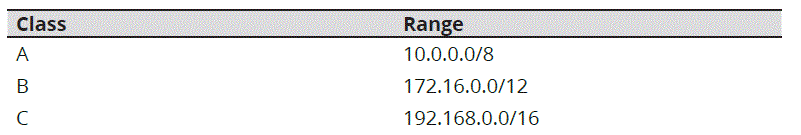 Class Range
A 10.0.0.0/8
B 172.16.0.0/12
C 192.168.0.0/16